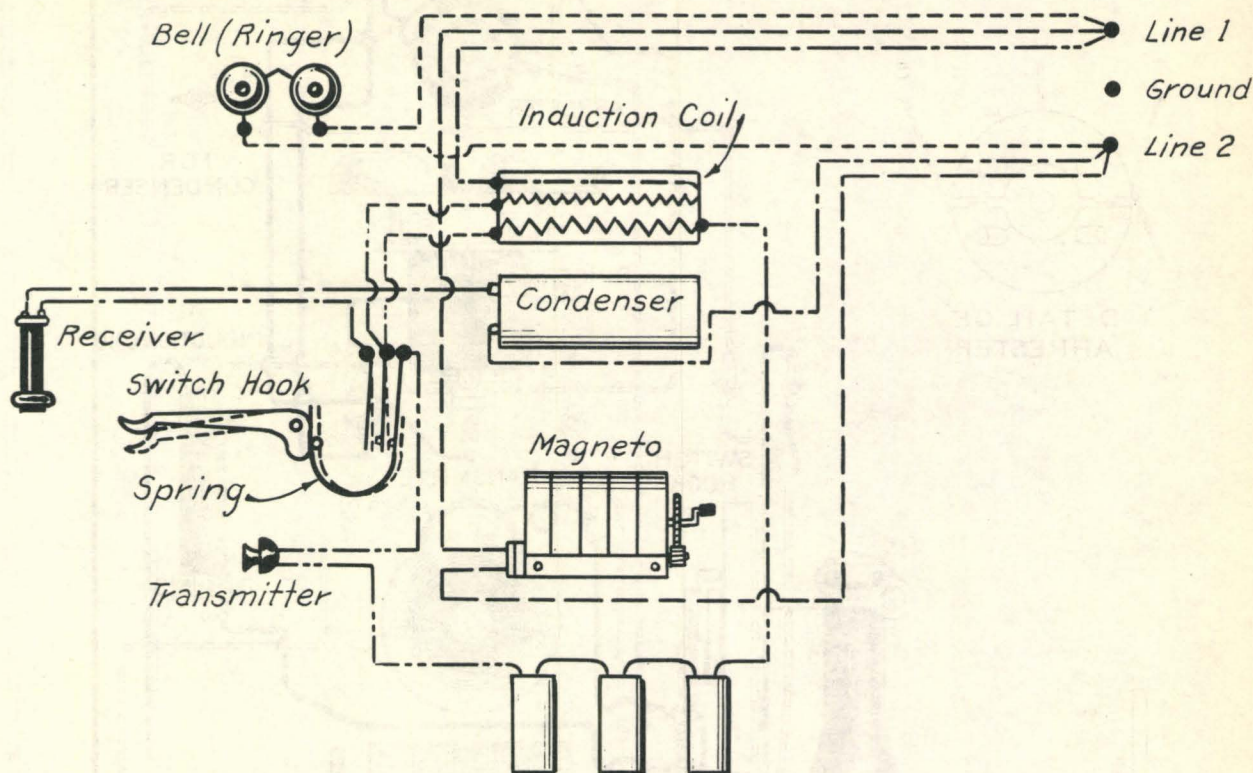 Bell (Ringer)
Line 1
Ground
Line 2
Induction Coil
Condenser
Receiver
Switch Hook
Magneto
Spring
Transmitter